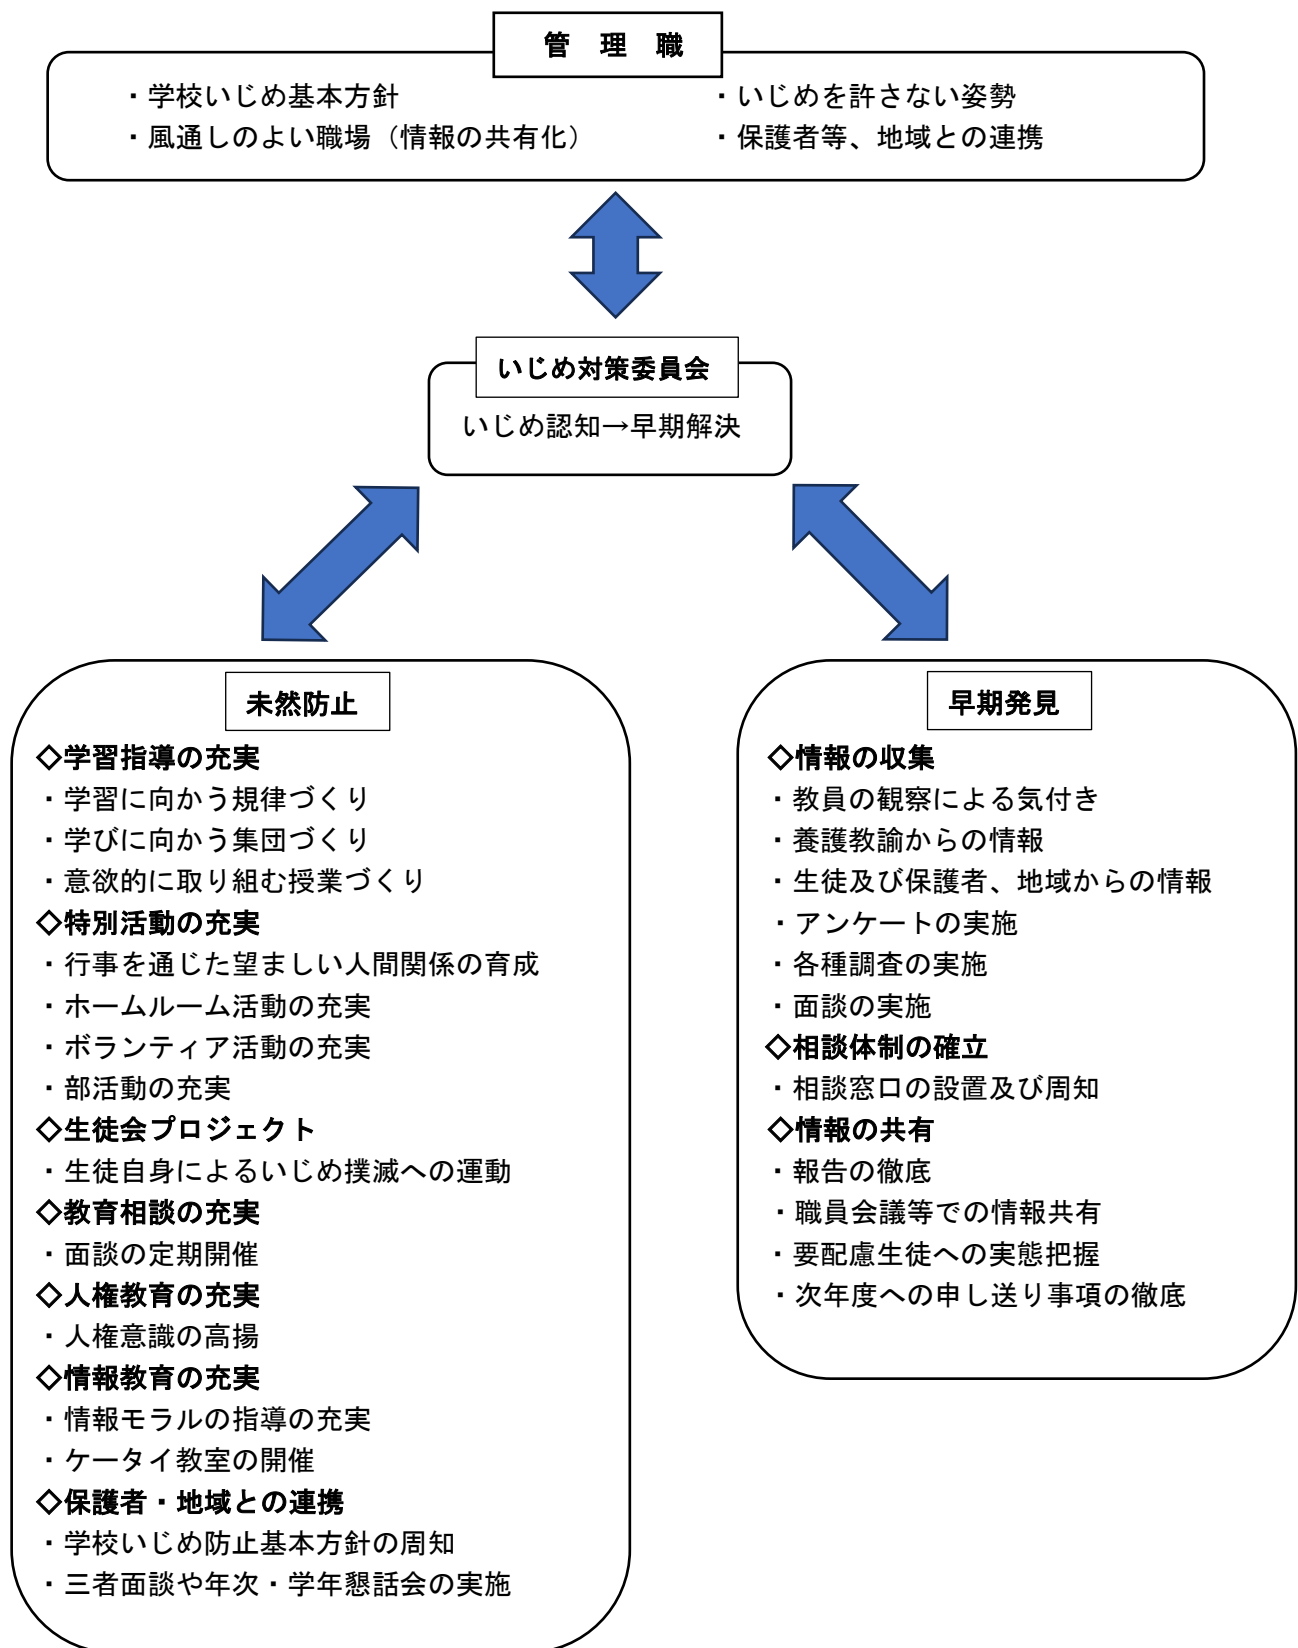 管　理　職
・学校いじめ基本方針　　　　　　　　　　・いじめを許さない姿勢
・風通しのよい職場（情報の共有化）　　　・保護者等、地域との連携
いじめ対策委員会
いじめ認知→早期解決
未然防止
◇学習指導の充実
・学習に向かう規律づくり
・学びに向かう集団づくり
・意欲的に取り組む授業づくり
◇特別活動の充実
・行事を通じた望ましい人間関係の育成
・ホームルーム活動の充実
・ボランティア活動の充実
・部活動の充実
◇生徒会プロジェクト
・生徒自身によるいじめ撲滅への運動
◇教育相談の充実
・面談の定期開催
◇人権教育の充実
・人権意識の高揚
◇情報教育の充実
・情報モラルの指導の充実
・ケータイ教室の開催
◇保護者・地域との連携
・学校いじめ防止基本方針の周知
・三者面談や年次・学年懇話会の実施
早期発見
◇情報の収集
・教員の観察による気付き
・養護教諭からの情報
・生徒及び保護者、地域からの情報
・アンケートの実施
・各種調査の実施
・面談の実施
◇相談体制の確立
・相談窓口の設置及び周知
◇情報の共有
・報告の徹底
・職員会議等での情報共有
・要配慮生徒への実態把握
・次年度への申し送り事項の徹底